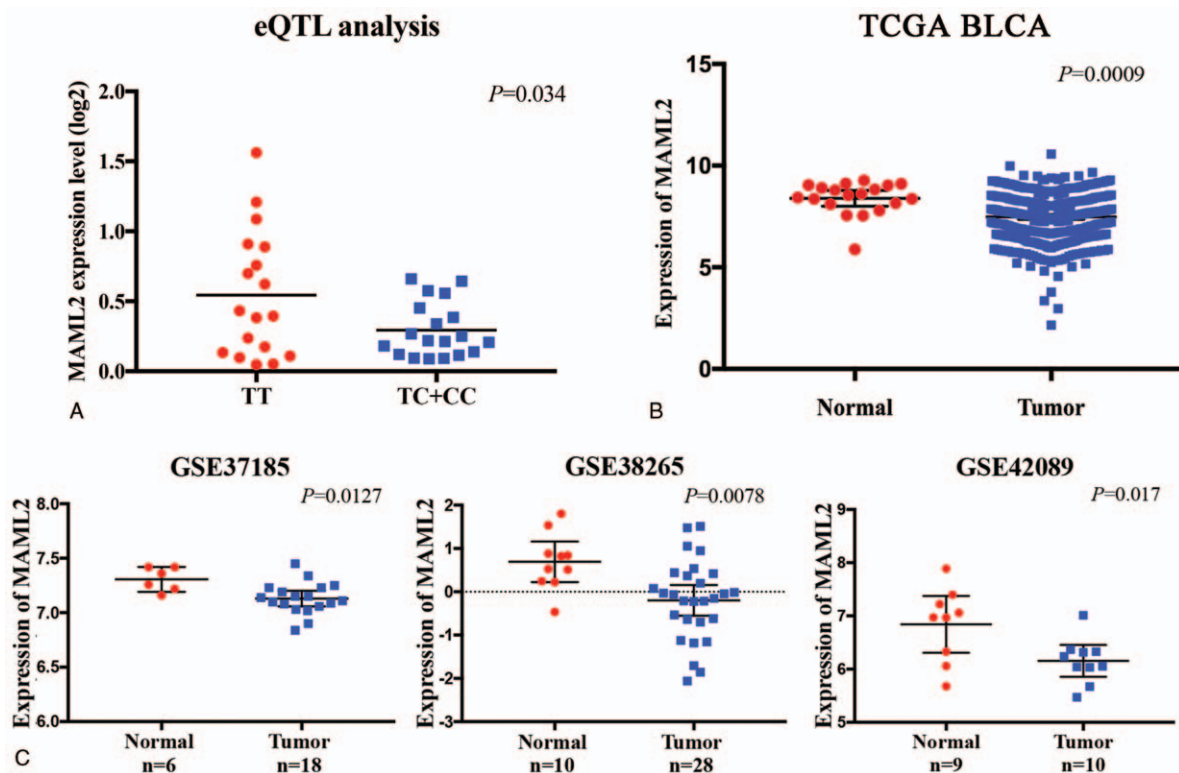 eQTL analysis
P=0.034
MAML2 expression level (log2)
2.0
1.5
1.0
0.5
0.0
TT TC+CC
A
TCGA BLCA
P=0.0009
Expression of MAML2
15
10
5
0
Normal Tumor
B
GSE37185
P=0.0127
Expression of MAML2
8.0
7.5
7.0
6.5
6.0
Normal Tumor
n=6 n=18
GSE38265
P=0.0078
Expression of MAML2
2
1
0
-1
-2
-3
Normal Tumor
n=10 n=28
GSE42089
P=0.017
Expression of MAML2
9
8
7
6
5
Normal Tumor
n=9 n=10
C